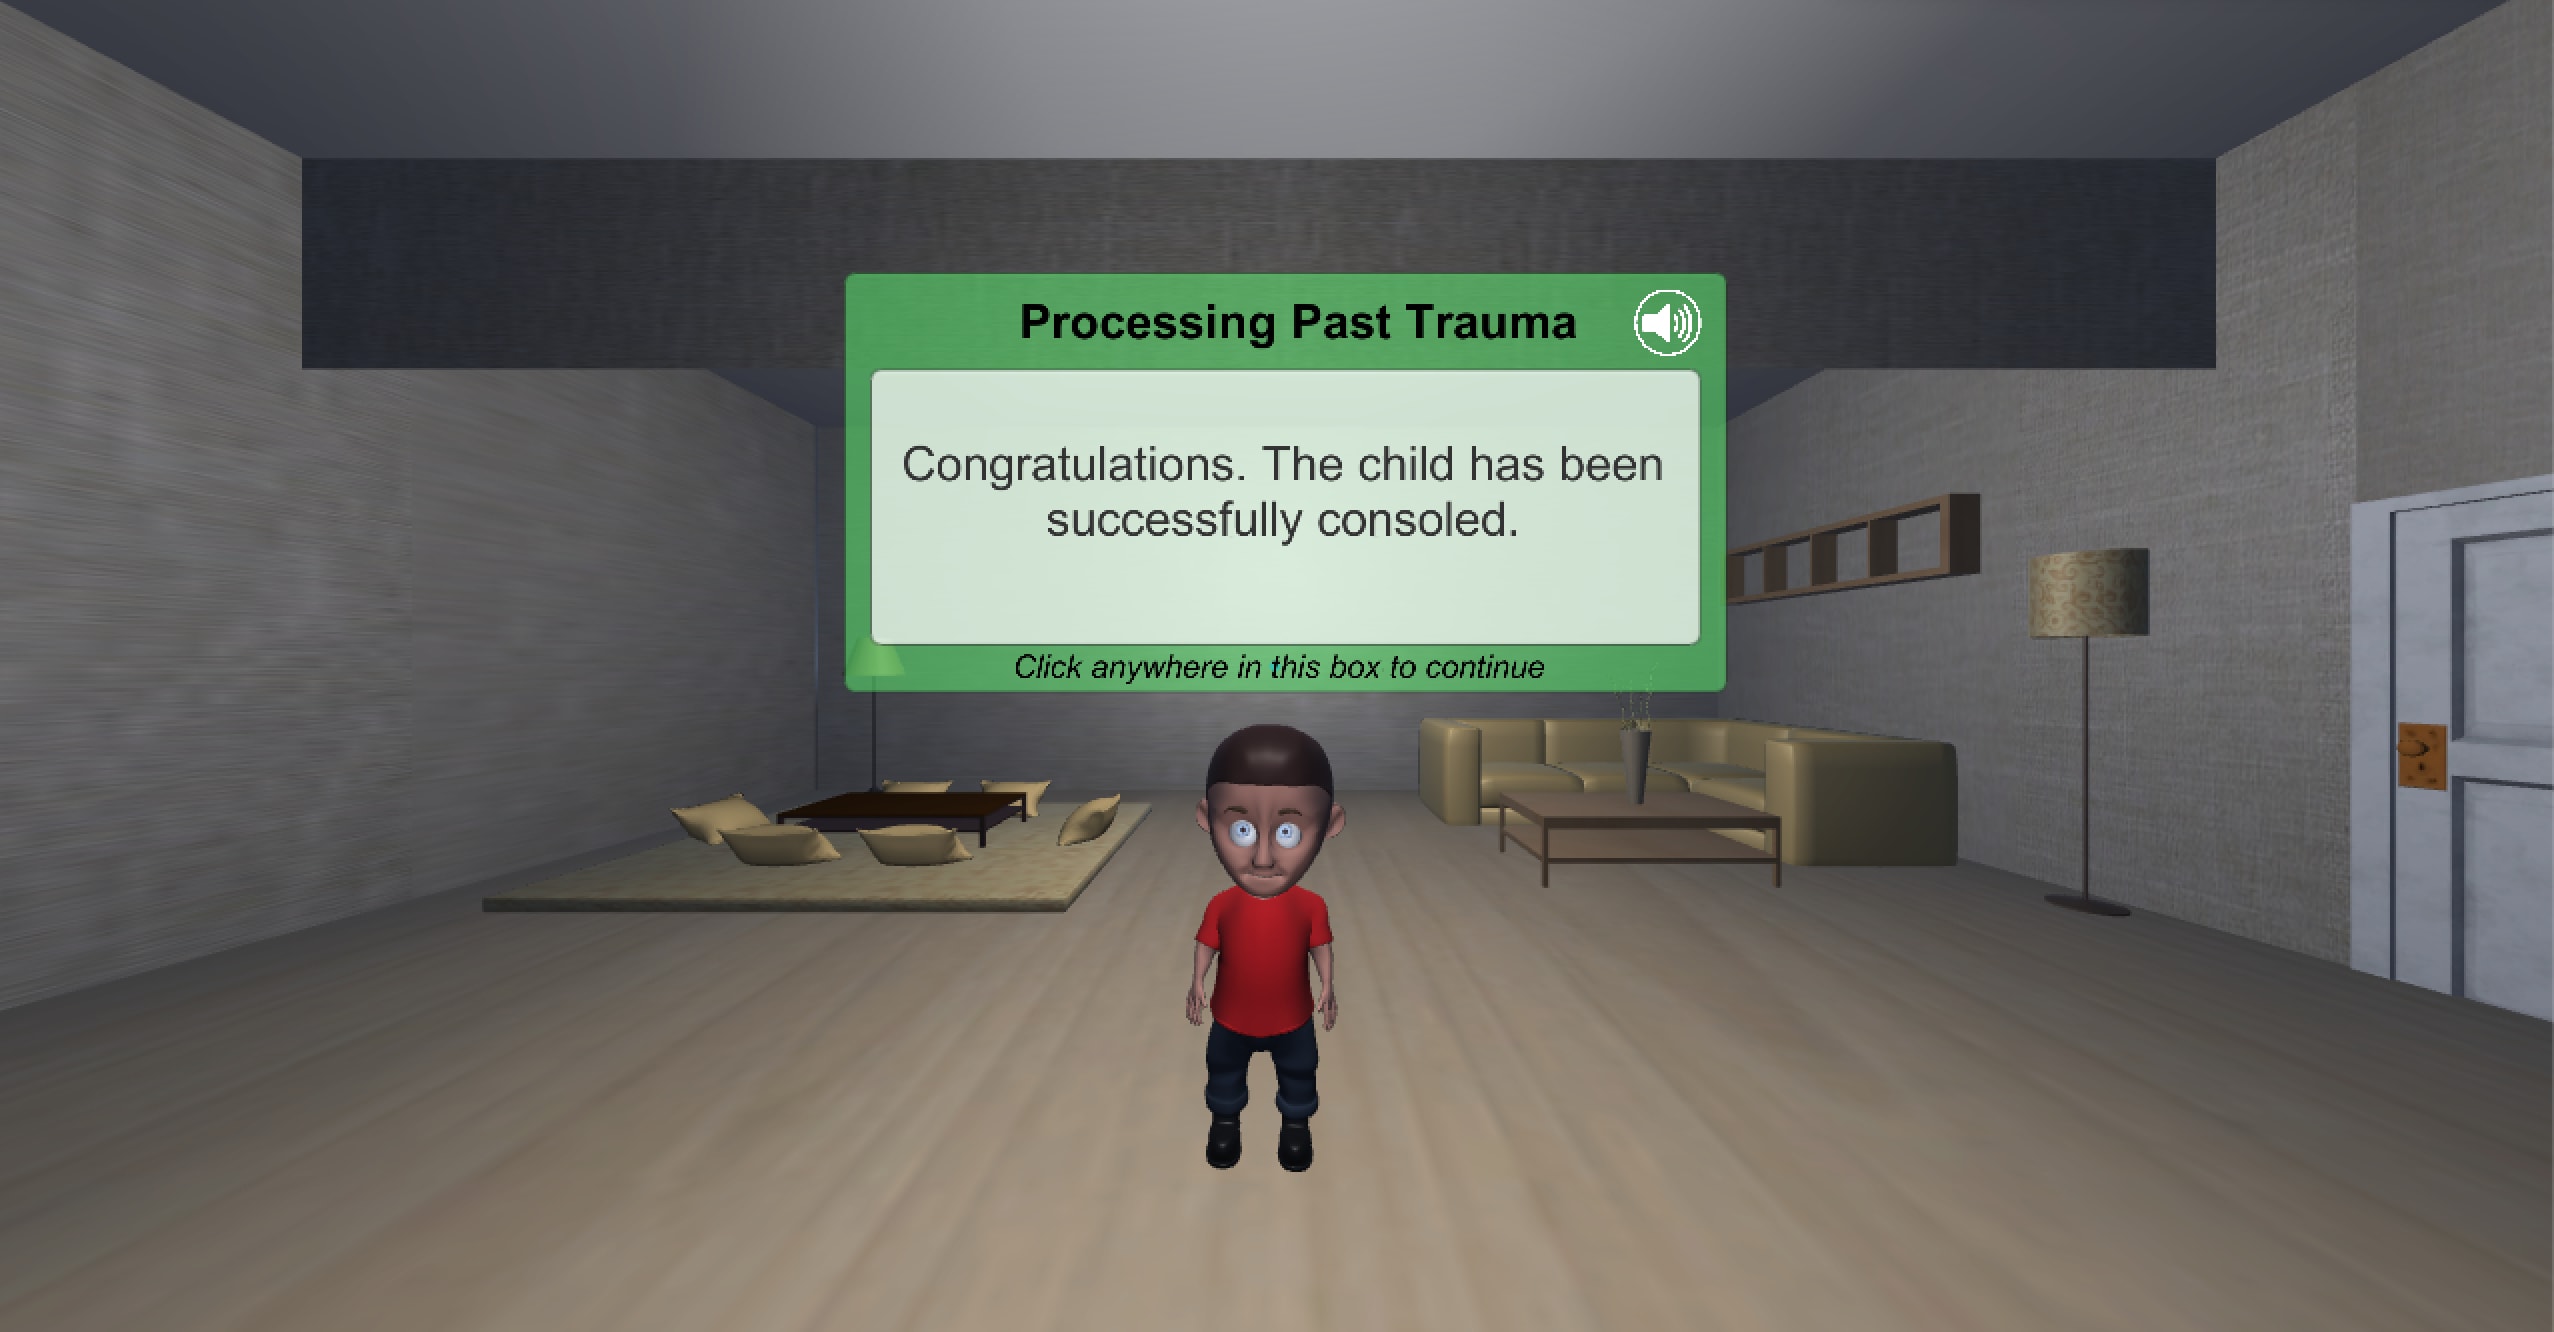 Processing Past Trauma
Congratulations. The child has been
successfully consoled.
Click anywhere in this box to continue